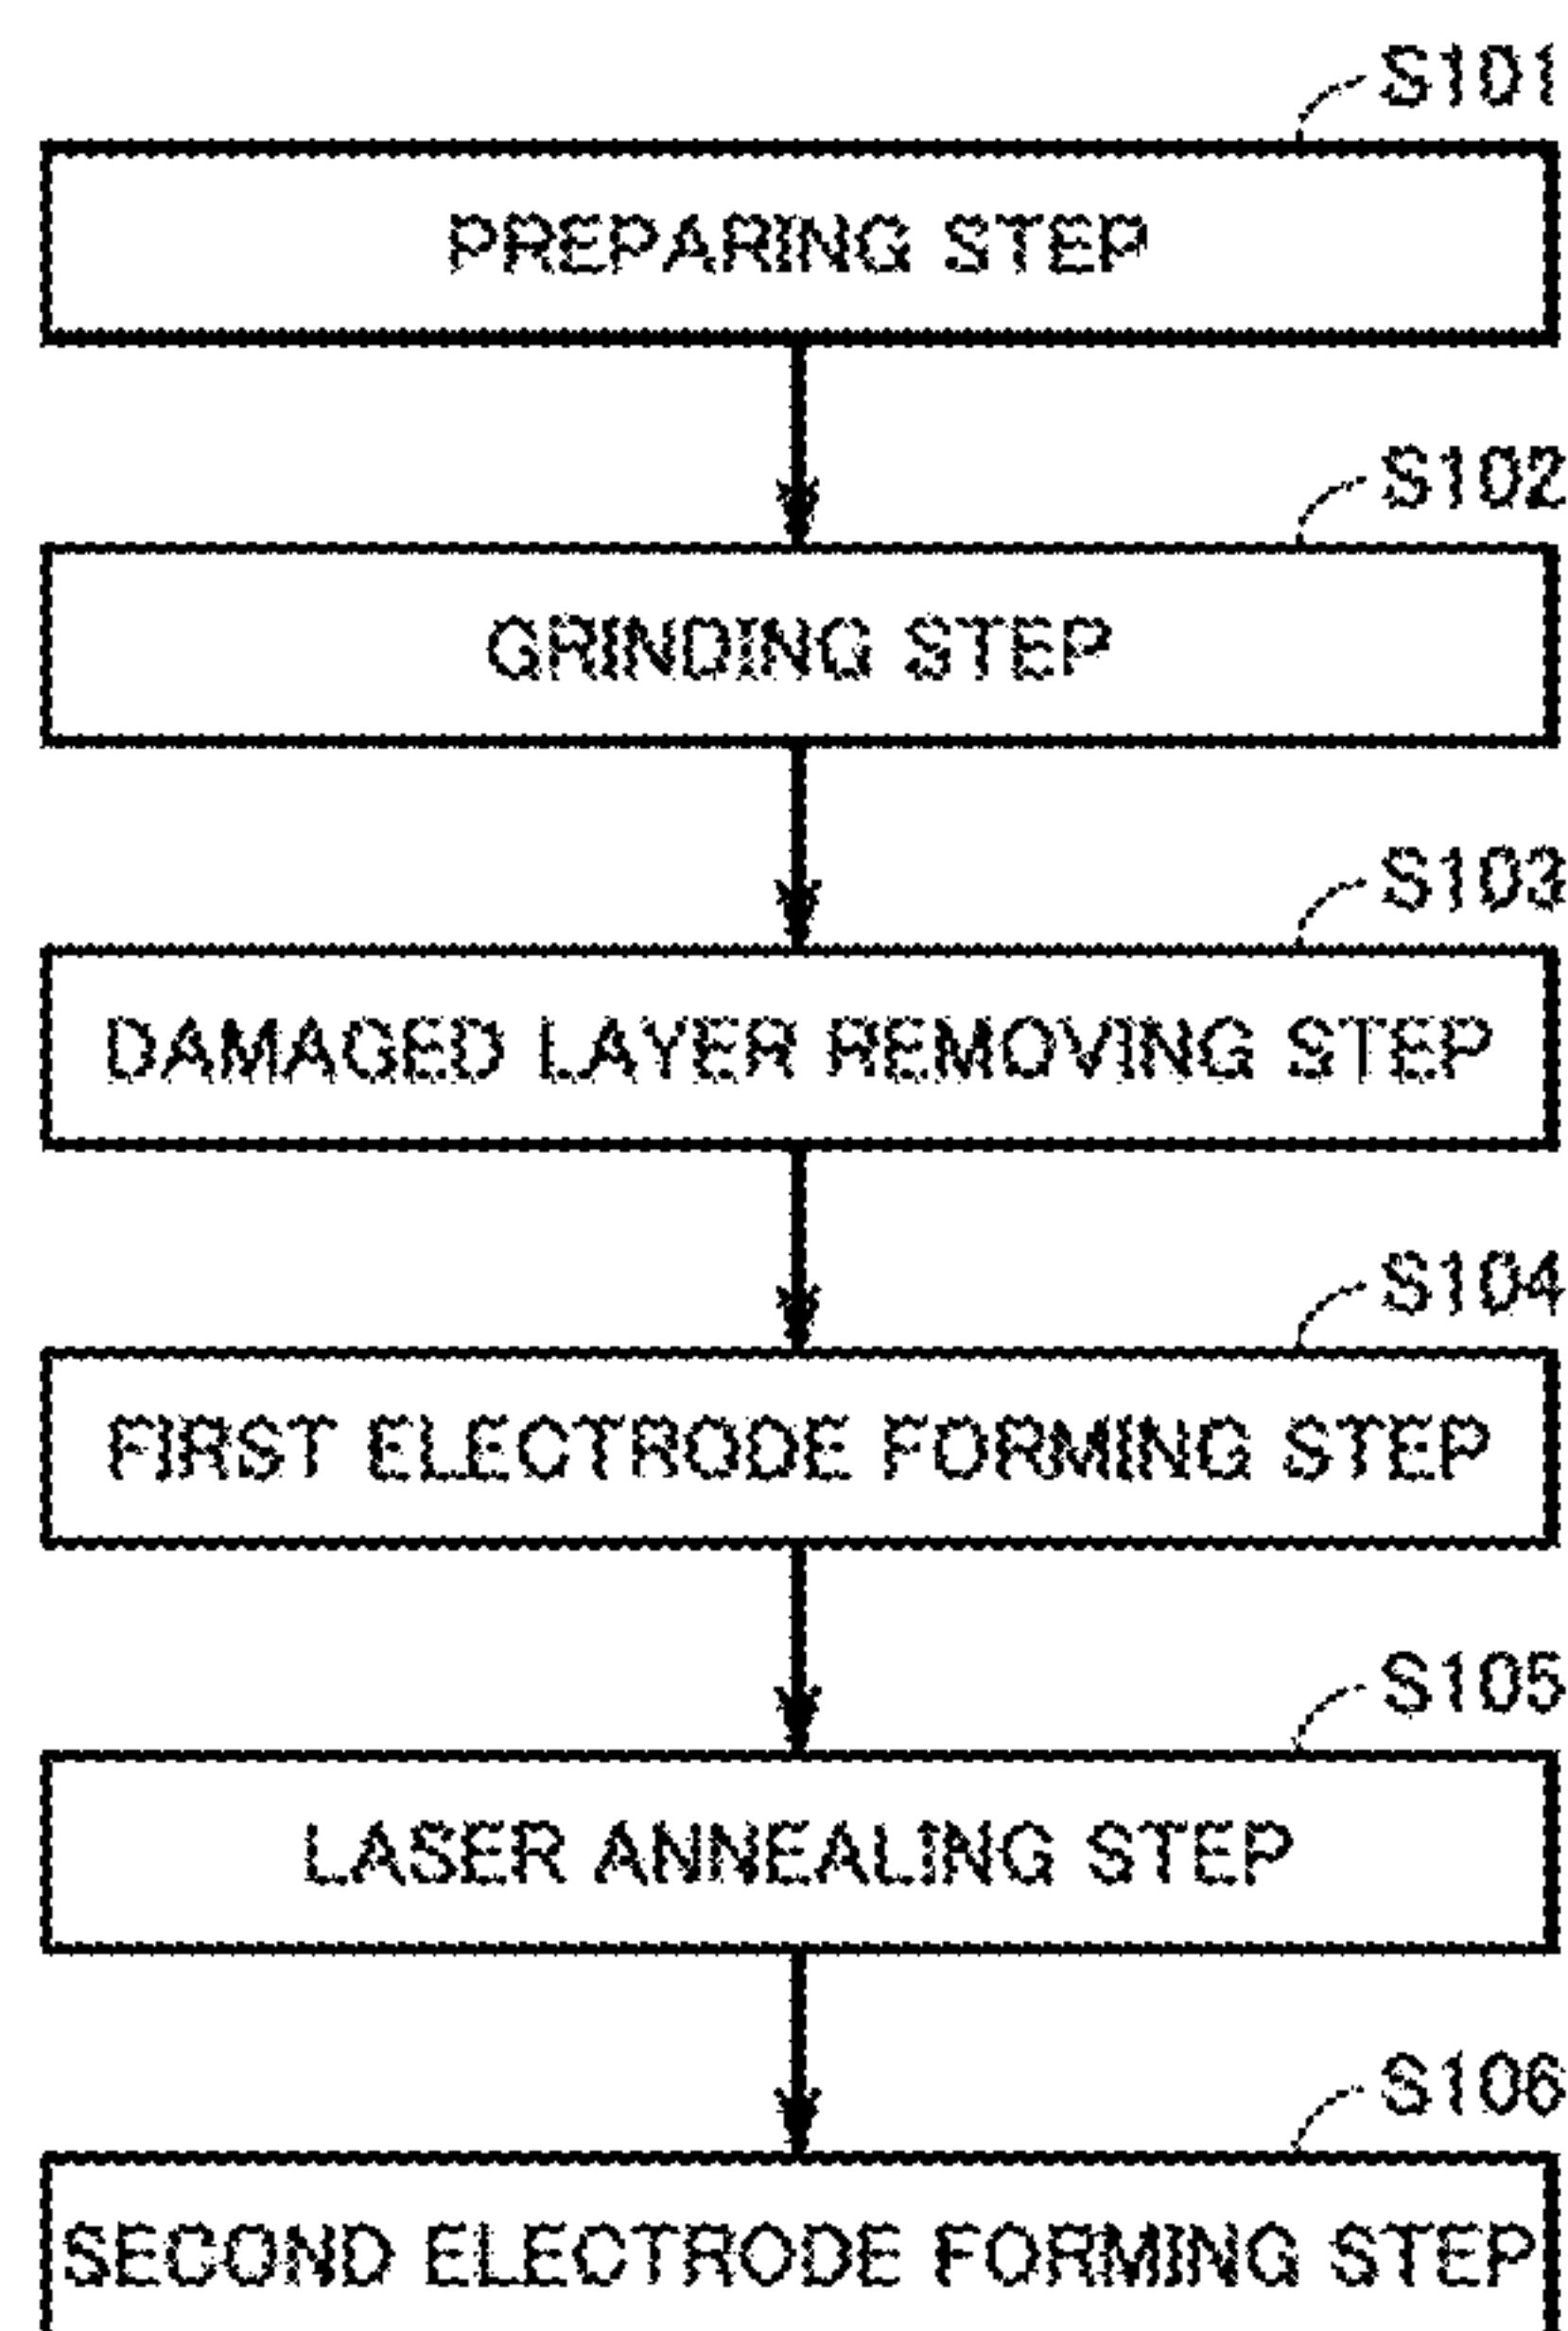 S101
PREPARING STEP
S102
GRINDING STEP
S103
DAMAGED LAYER REMOVING STEP
S104
FIRST ELECTRODE FORMING STEP
S105
LASER ANNEALING STEP
S106
SECOND ELECTRODE FORMING STEP